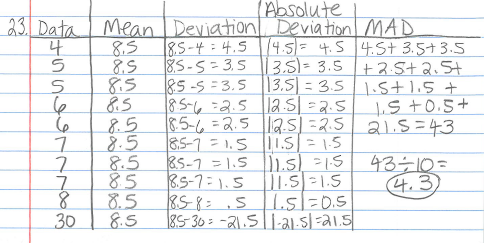 Absolute
23. Data Mean Deviation Deviation MAD
4 8.5 8.5-4 = 4.5 |4.5| = 4.5 4.5+3.5+3.5
5 8.5 8.5-5 = 3.5 |3.5| = 3.5 +2.5+2.5+
5 8.5 8.5-5 = 3.5 |3.5| = 3.5 1.5+1.5 +
6 8.5 8.5-6 = 2.5 |2.5| = 2.5 1.5+0.5+
6 8.5 8.5-6 = 2.5 |2.5| = 2.5 21.5=43
7 8.5 8.5-7 = 1.5 |1.5| = 1.5
7 8.5 8.5-7 = 1.5 |1.5| = 1.5 43÷10=
7 8.5 8.5-7 = 1.5 |1.5| = 1.5 4.3
8 8.5 8.5-8 = .5 |.5| = 0.5
30 8.5 8.5-30 = -21.5 |-21.5| = 21.5